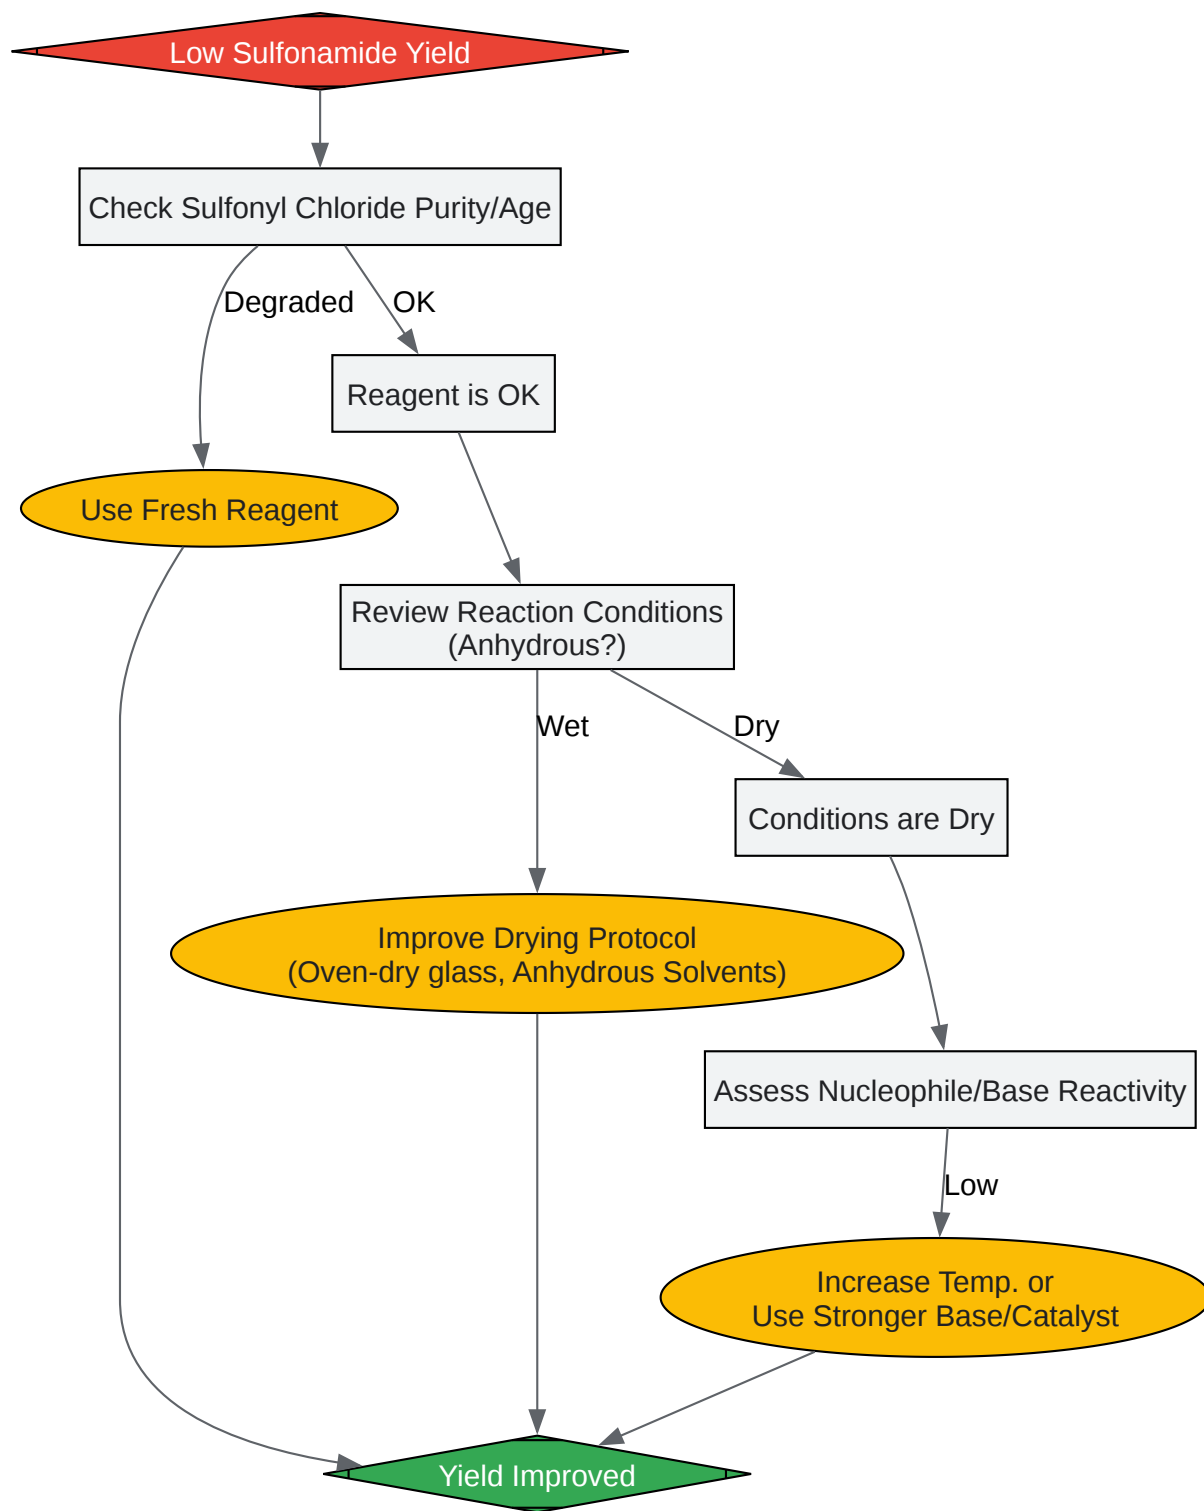 Low Sulfonamide Yield
Check Sulfonyl Chloride Purity/Age
Degraded
OK
Reagent is OK
Use Fresh Reagent
Review Reaction Conditions
(Anhydrous?)
Wet
Dry
Conditions are Dry
Improve Drying Protocol
(Oven-dry glass, Anhydrous Solvents)
Assess Nucleophile/Base Reactivity
Low
Increase Temp. or
Use Stronger Base/Catalyst
Yield Improved